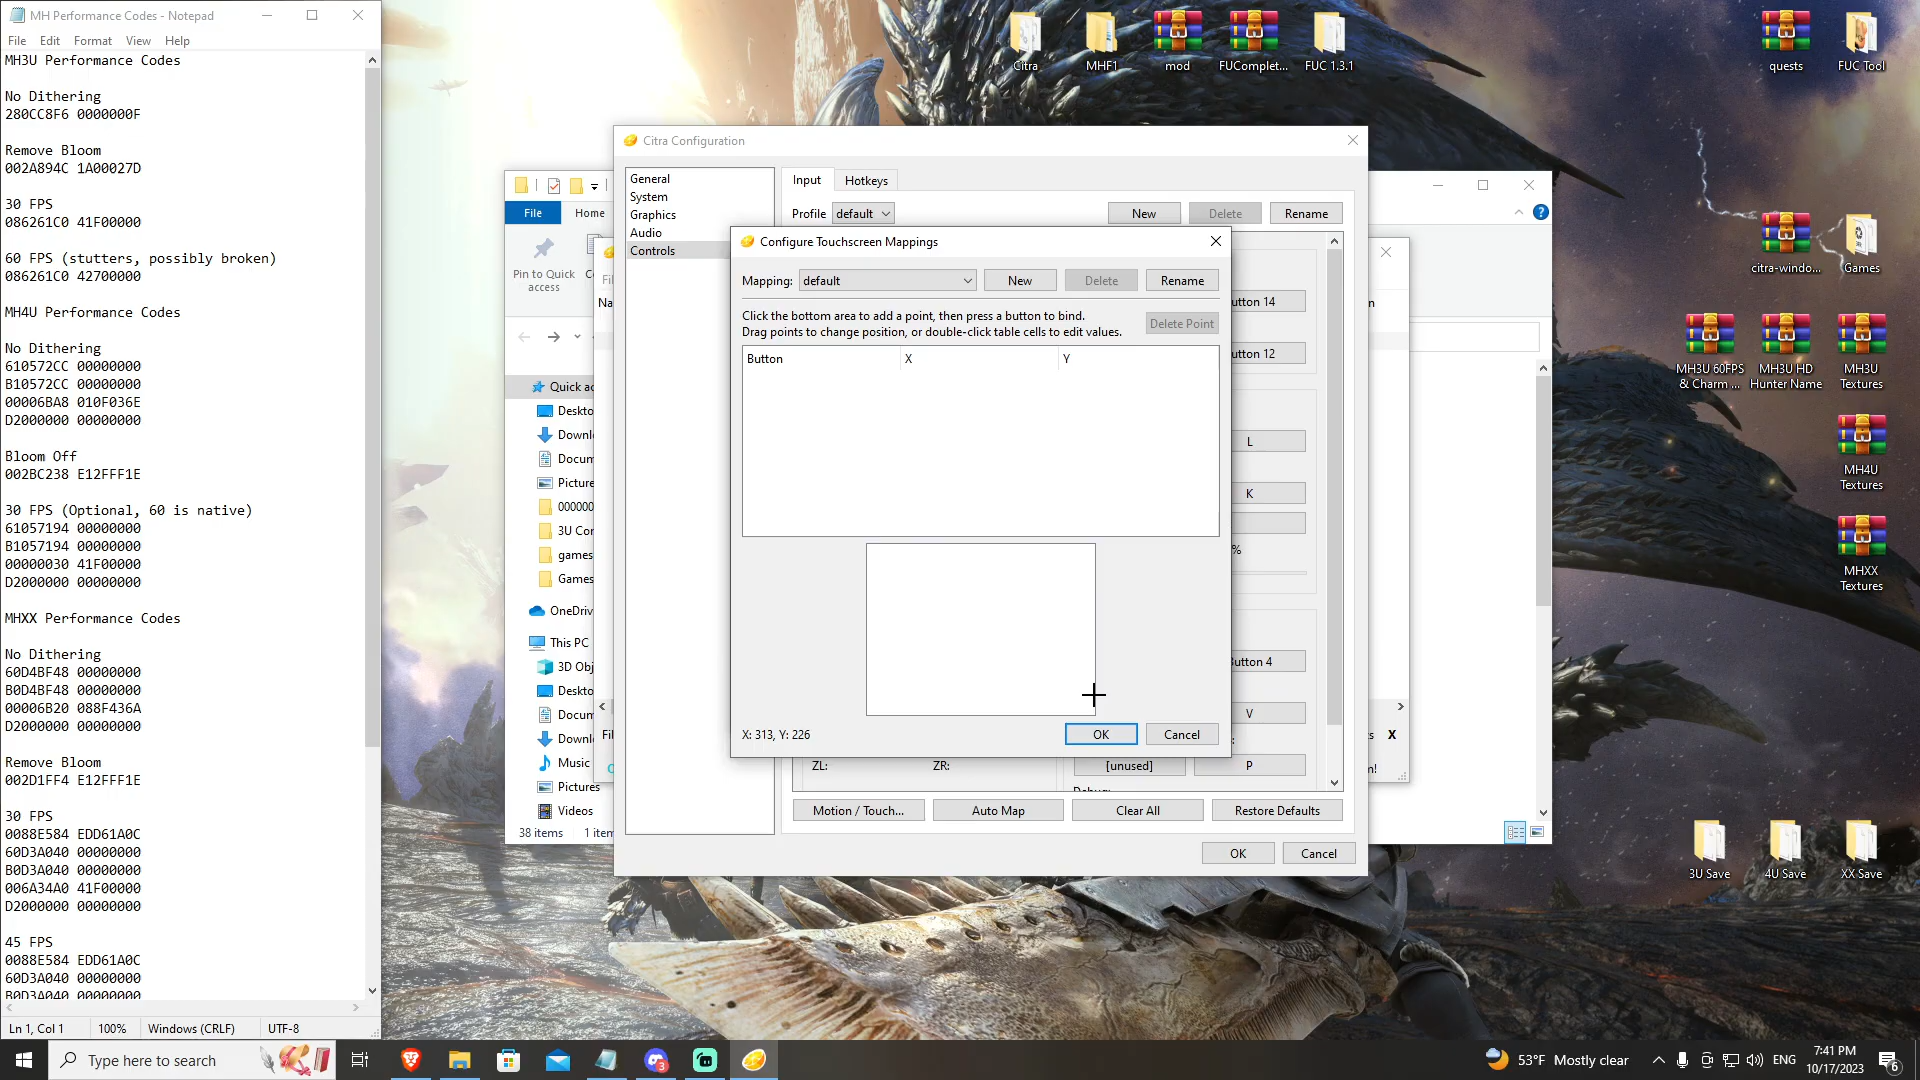 MH Performance Codes - Notepad
File Edit Format View Help
MH3U Performance Codes
No Dithering
280CC8F6 0000000F
Remove Bloom
002A894C 1A00027D
30 FPS
086261C0 41F00000
60 FPS (stutters, possibly broken)
086261C0 42700000
MH4U Performance Codes
No Dithering
610572CC 00000000
B10572CC 00000000
00006BA8 010F036E
D2000000 00000000
Bloom Off
002BC238 E12FFF1E
30 FPS (Optional, 60 is native)
61057194 00000000
B1057194 00000000
00000030 41F00000
D2000000 00000000
MHXX Performance Codes
No Dithering
60D4BF48 00000000
B0D4BF48 00000000
00006B20 088F436A
D2000000 00000000
Remove Bloom
002D1FF4 E12FFF1E
30 FPS
0088E584 EDD61A0C
60D3A040 00000000
B0D3A040 00000000
006A34A0 41F00000
D2000000 00000000
45 FPS
0088E584 EDD61A0C
60D3A040 00000000
B0D3A040 00000000
Ln 1, Col 1 100% Windows (CRLF) UTF-8
Citra
MHF1
mod
FUComplet...
FUC 1.3.1
quests
FUC Tool
citra-windo...
Games
MH3U 60FPS
& Charm ...
MH3U HD
Hunter Name
MH3U
Textures
MH4U
Textures
MHXX
Textures
3U Save
4U Save
XX Save
File Home
Pin to Quick
access
Quick ac
Deskto
Downl
Docum
Picture
000000
3U Cor
games
Games
OneDriv
This PC
3D Obj
Deskto
Docum
Downl
Music
Pictures
Videos
38 items 1 iten
Citra Configuration
General
System
Graphics
Audio
Controls
Input Hotkeys
Profile default New Delete Rename
Configure Touchscreen Mappings
Mapping: default New Delete Rename
Click the bottom area to add a point, then press a button to bind.
Drag points to change position, or double-click table cells to edit values.
Delete Point
Button X Y
X: 313, Y: 226
OK Cancel
utton 14
utton 12
L
K
%
utton 4
V
ZL: ZR: [unused] P
Motion / Touch... Auto Map Clear All Restore Defaults
OK Cancel
s X
Type here to search
3
53°F Mostly clear
ENG
7:41 PM
10/17/2023
6